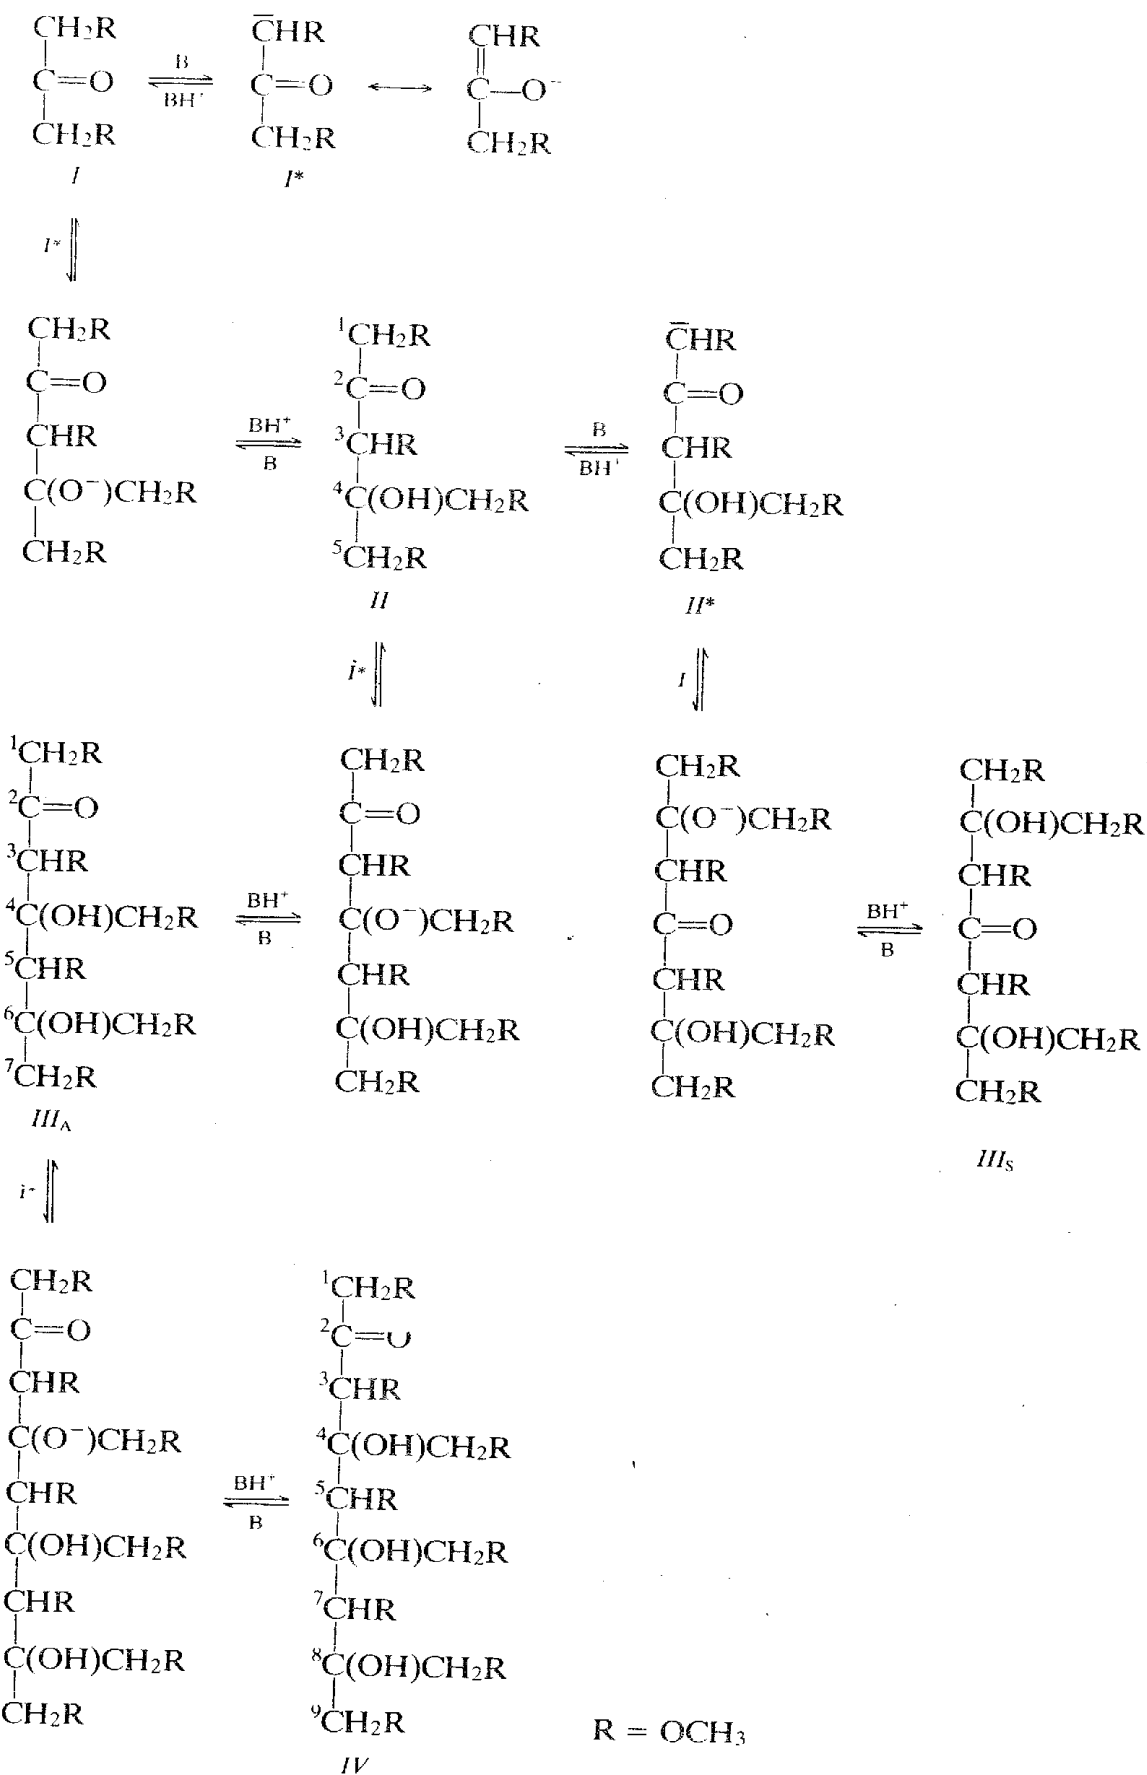 CH₂R C̅HR CHR
C=O B BH⁺ C=O C—O⁻
CH₂R CH₂R CH₂R
I I*
I*
CH₂R ¹CH₂R C̅HR
C=O ²C=O C=O
CHR BH⁺ B ³CHR B BH⁺ CHR
C(O⁻)CH₂R ⁴C(OH)CH₂R C(OH)CH₂R
CH₂R ⁵CH₂R CH₂R
II II*
i* I
¹CH₂R CH₂R CH₂R CH₂R
²C=O C=O C(O⁻)CH₂R C(OH)CH₂R
³CHR CHR CHR CHR
⁴C(OH)CH₂R BH⁺ B C(O⁻)CH₂R C=O BH⁺ B C=O
⁵CHR CHR CHR CHR
⁶C(OH)CH₂R C(OH)CH₂R C(OH)CH₂R C(OH)CH₂R
⁷CH₂R CH₂R CH₂R CH₂R
III_A III_S
i*
CH₂R ¹CH₂R
C=O ²C=O
CHR ³CHR
C(O⁻)CH₂R ⁴C(OH)CH₂R
CHR BH⁺ B ⁵CHR
C(OH)CH₂R ⁶C(OH)CH₂R
CHR ⁷CHR
C(OH)CH₂R ⁸C(OH)CH₂R
CH₂R ⁹CH₂R
R = OCH₃
IV